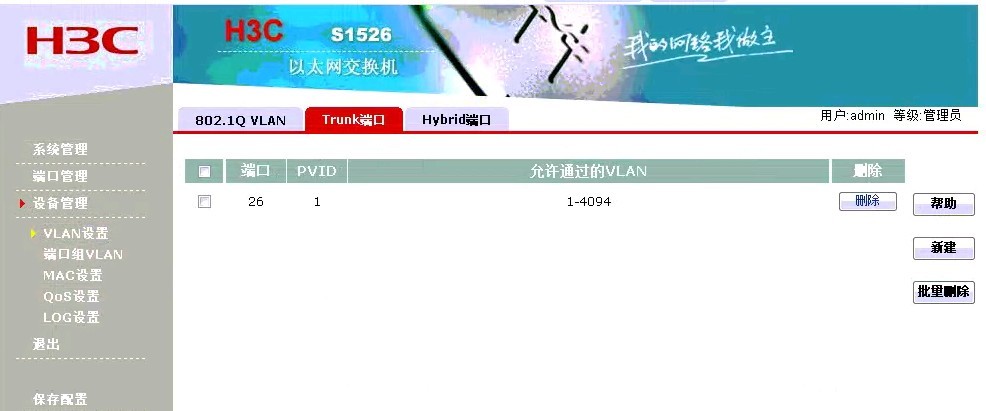 H3C
H3C S1526
以太网交换机
我的网络我做主
802.1Q VLAN Trunk端口 Hybrid端口
用户:admin 等级:管理员
系统管理
端口管理
设备管理
VLAN设置
端口组VLAN
MAC设置
QoS设置
LOG设置
退出
保存配置
端口 PVID 允许通过的VLAN 删除
26 1 1-4094 删除
帮助
新建
批量删除